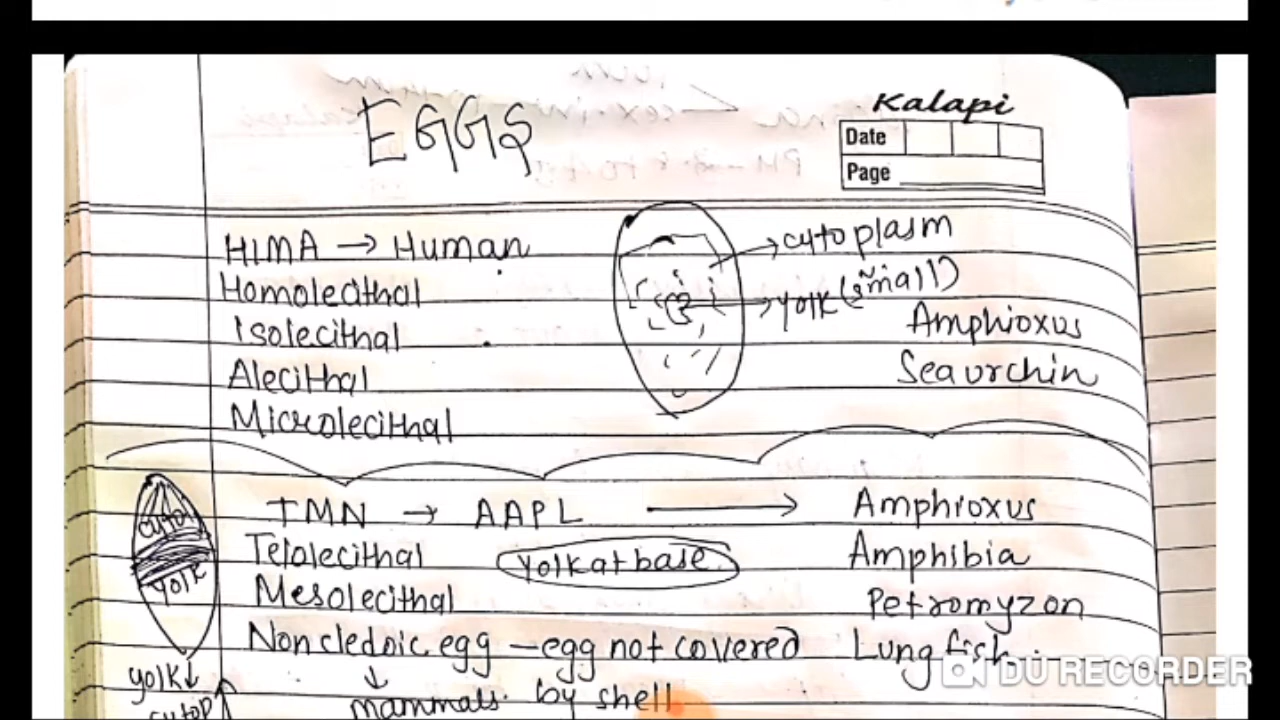 Kalapi
EGGS
Date
Page
HIMA → Human
Homolecithal
Isolecithal
Alecithal
Microlecithal
→cytoplasm
→yolk (small)
Amphioxus
Seaurchin
TMN → AAPL → Amphioxus
Telolecithal yolk at base Amphibia
Mesolecithal Petromyzon
Noncledoic egg – egg not covered Lung fish
↓
mammals. by shell
cyto
yolk
yolk↓
cytop↑
DU RECORDER